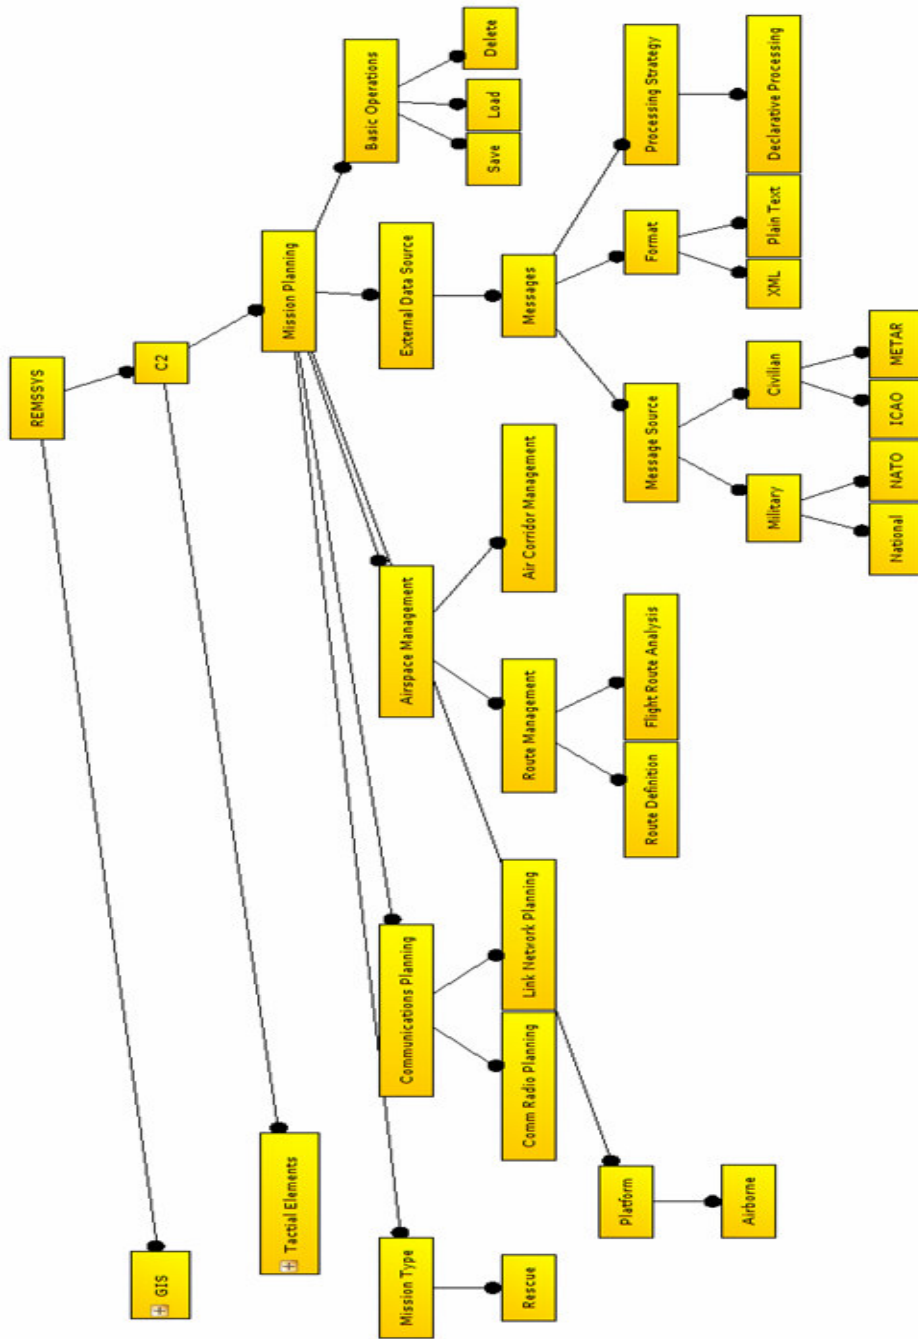 REMSSYS
GIS
C2
Tactial Elements
Mission Planning
Mission Type
Communications Planning
Airspace Management
External Data Source
Basic Operations
Rescue
Comm Radio Planning
Link Network Planning
Route Management
Air Corridor Management
Messages
Save
Load
Delete
Platform
Route Definition
Flight Route Analysis
Message Source
Format
Processing Strategy
Airborne
Military
Civilian
XML
Plain Text
Declarative Processing
National
NATO
ICAO
METAR